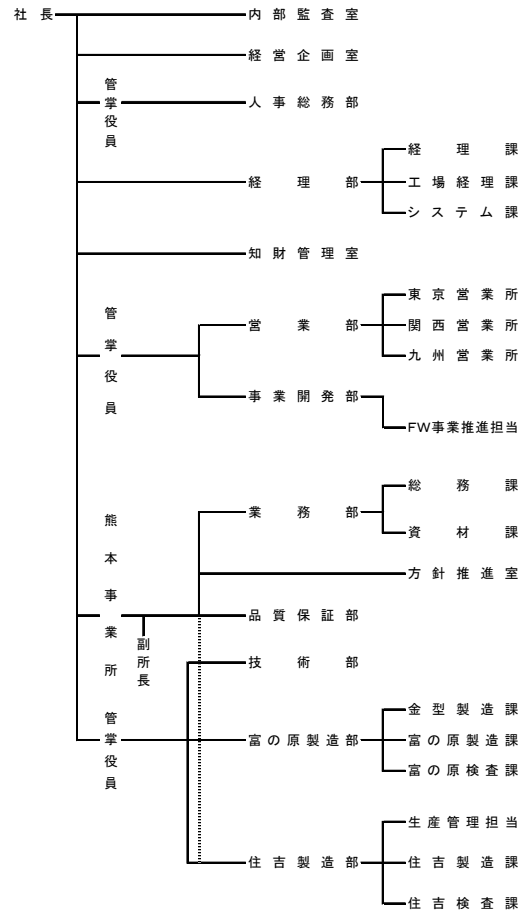 社長
内部監査室
経営企画室
管掌役員
人事総務部
経理部
経理課
工場経理課
システム課
知財管理室
管掌役員
営業部
東京営業所
関西営業所
九州営業所
事業開発部
FW事業推進担当
熊本事業所
副所長
業務部
総務課
資材課
方針推進室
品質保証部
管掌役員
技術部
富の原製造部
金型製造課
富の原製造課
富の原検査課
住吉製造部
生産管理担当
住吉製造課
住吉検査課